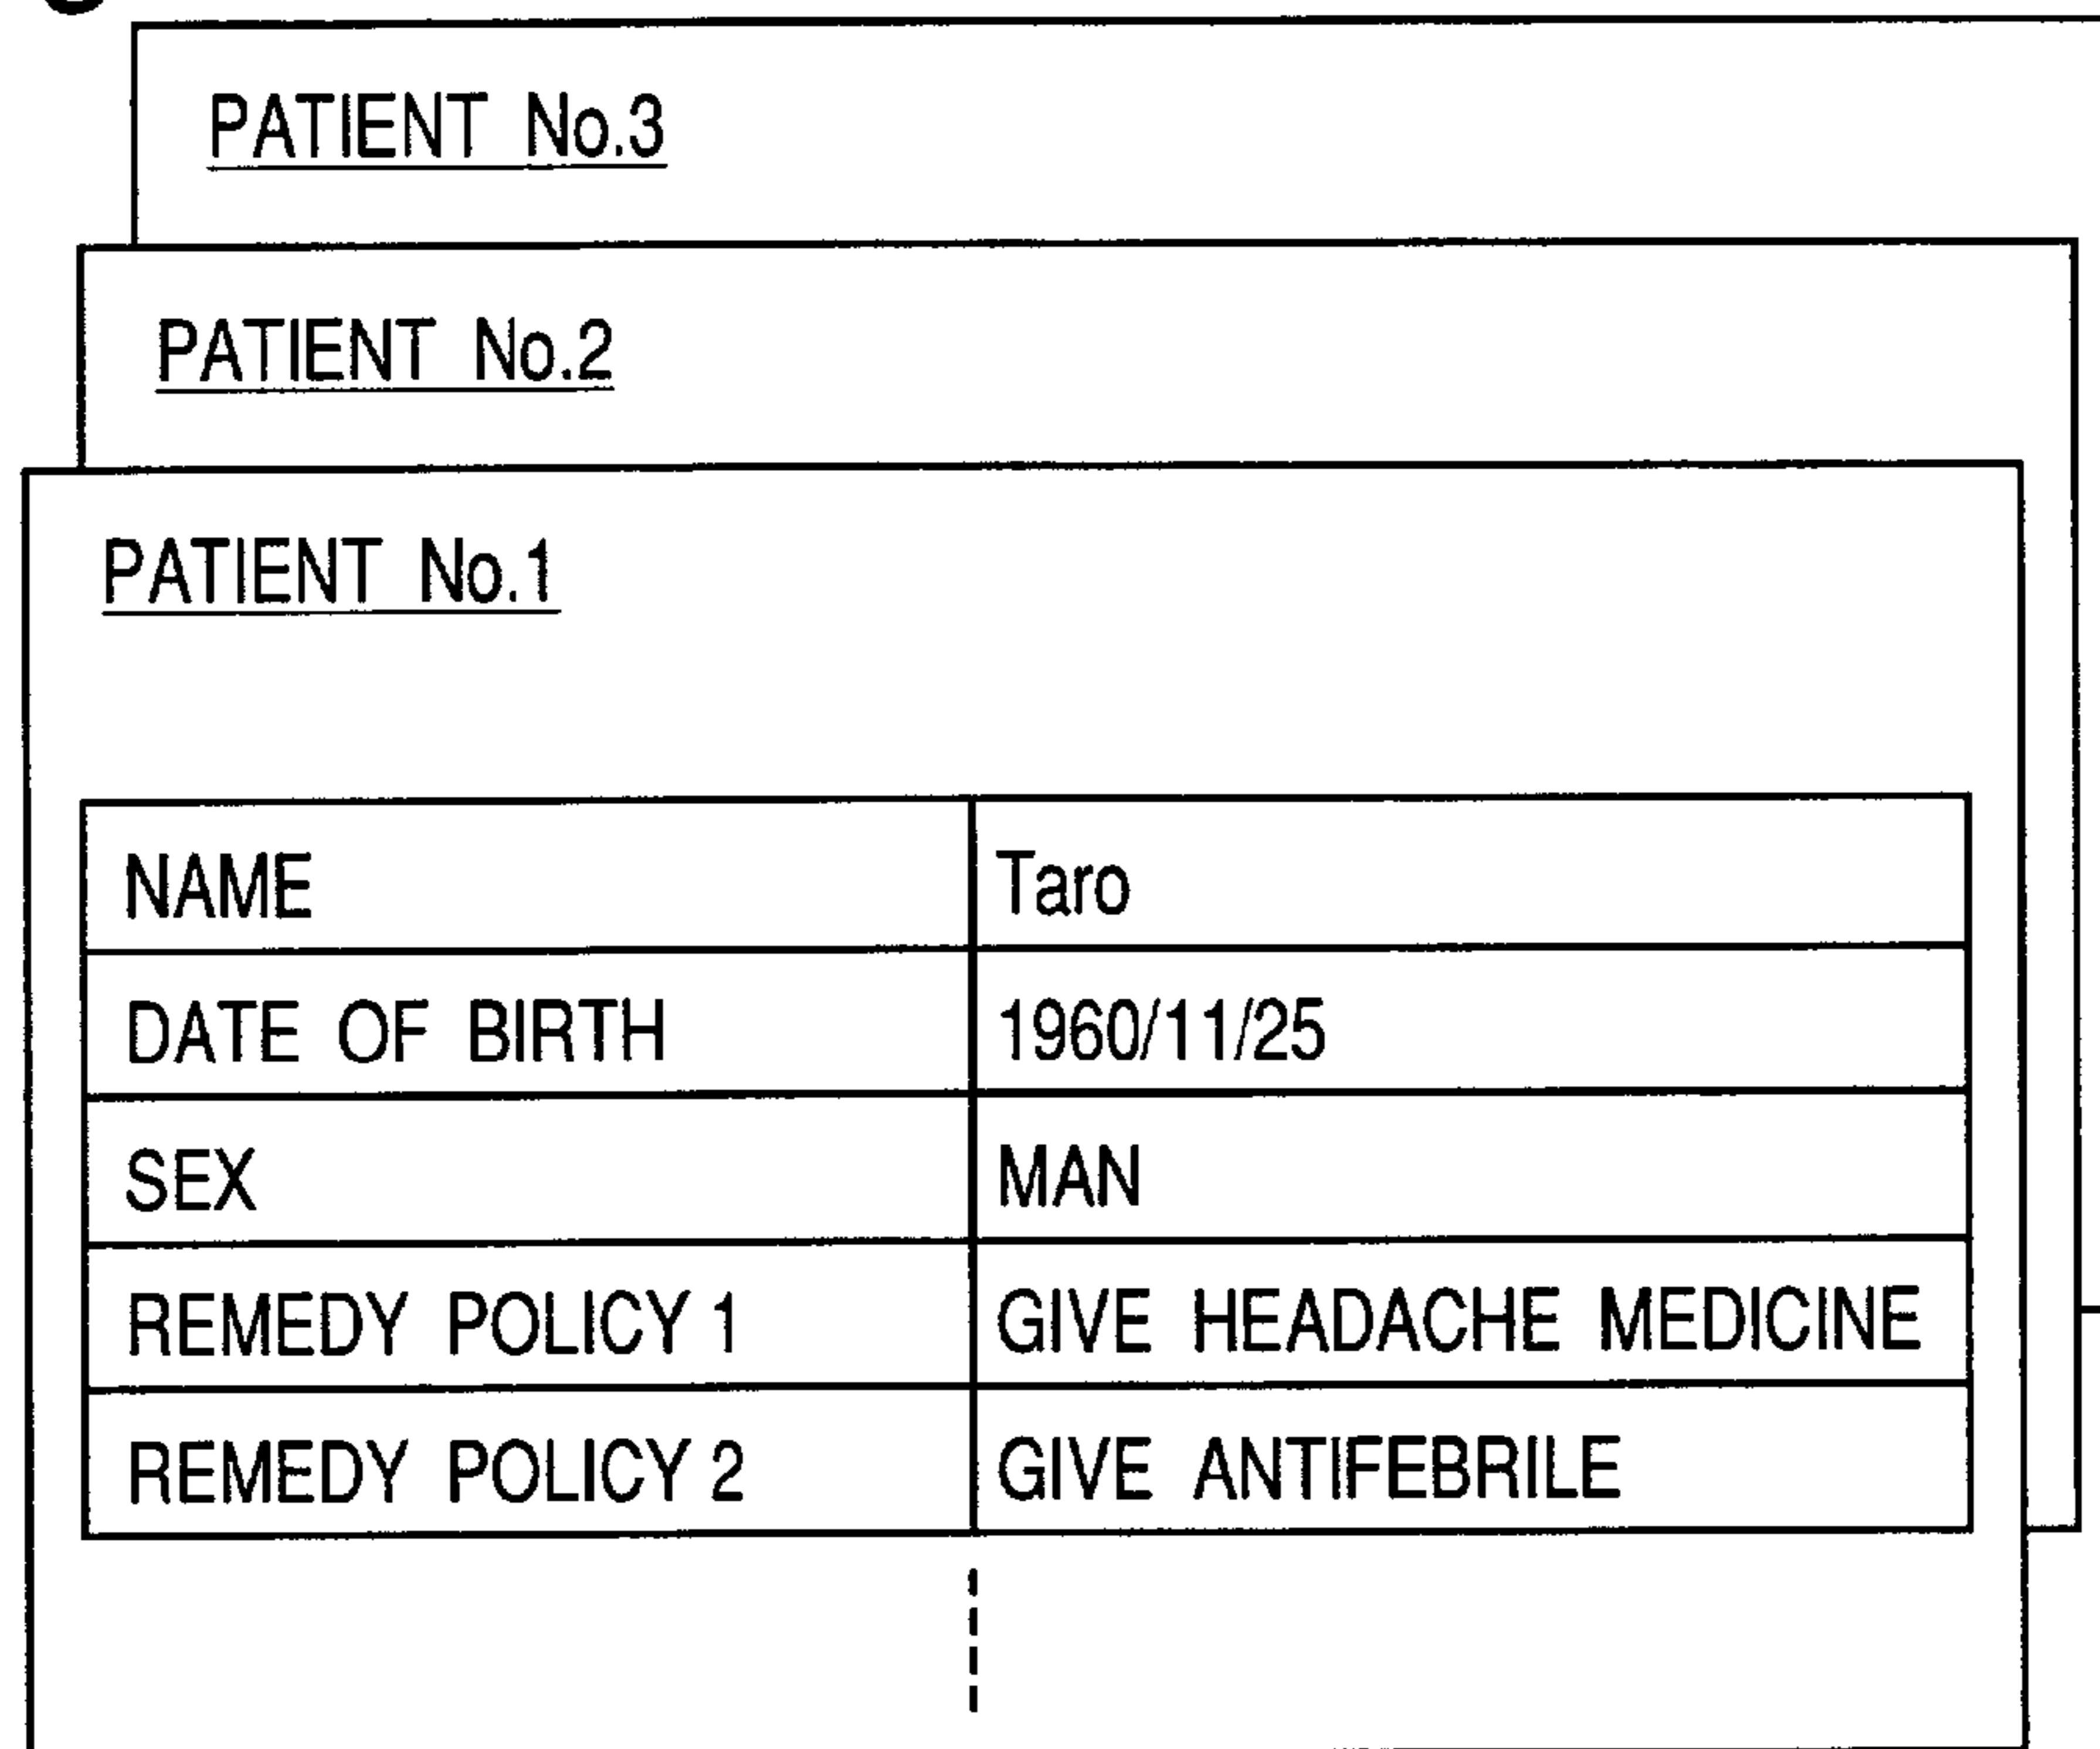 PATIENT No.3
PATIENT No.2
PATIENT No.1
NAME Taro
DATE OF BIRTH 1960/11/25
SEX MAN
REMEDY POLICY 1 GIVE HEADACHE MEDICINE
REMEDY POLICY 2 GIVE ANTIFEBRILE